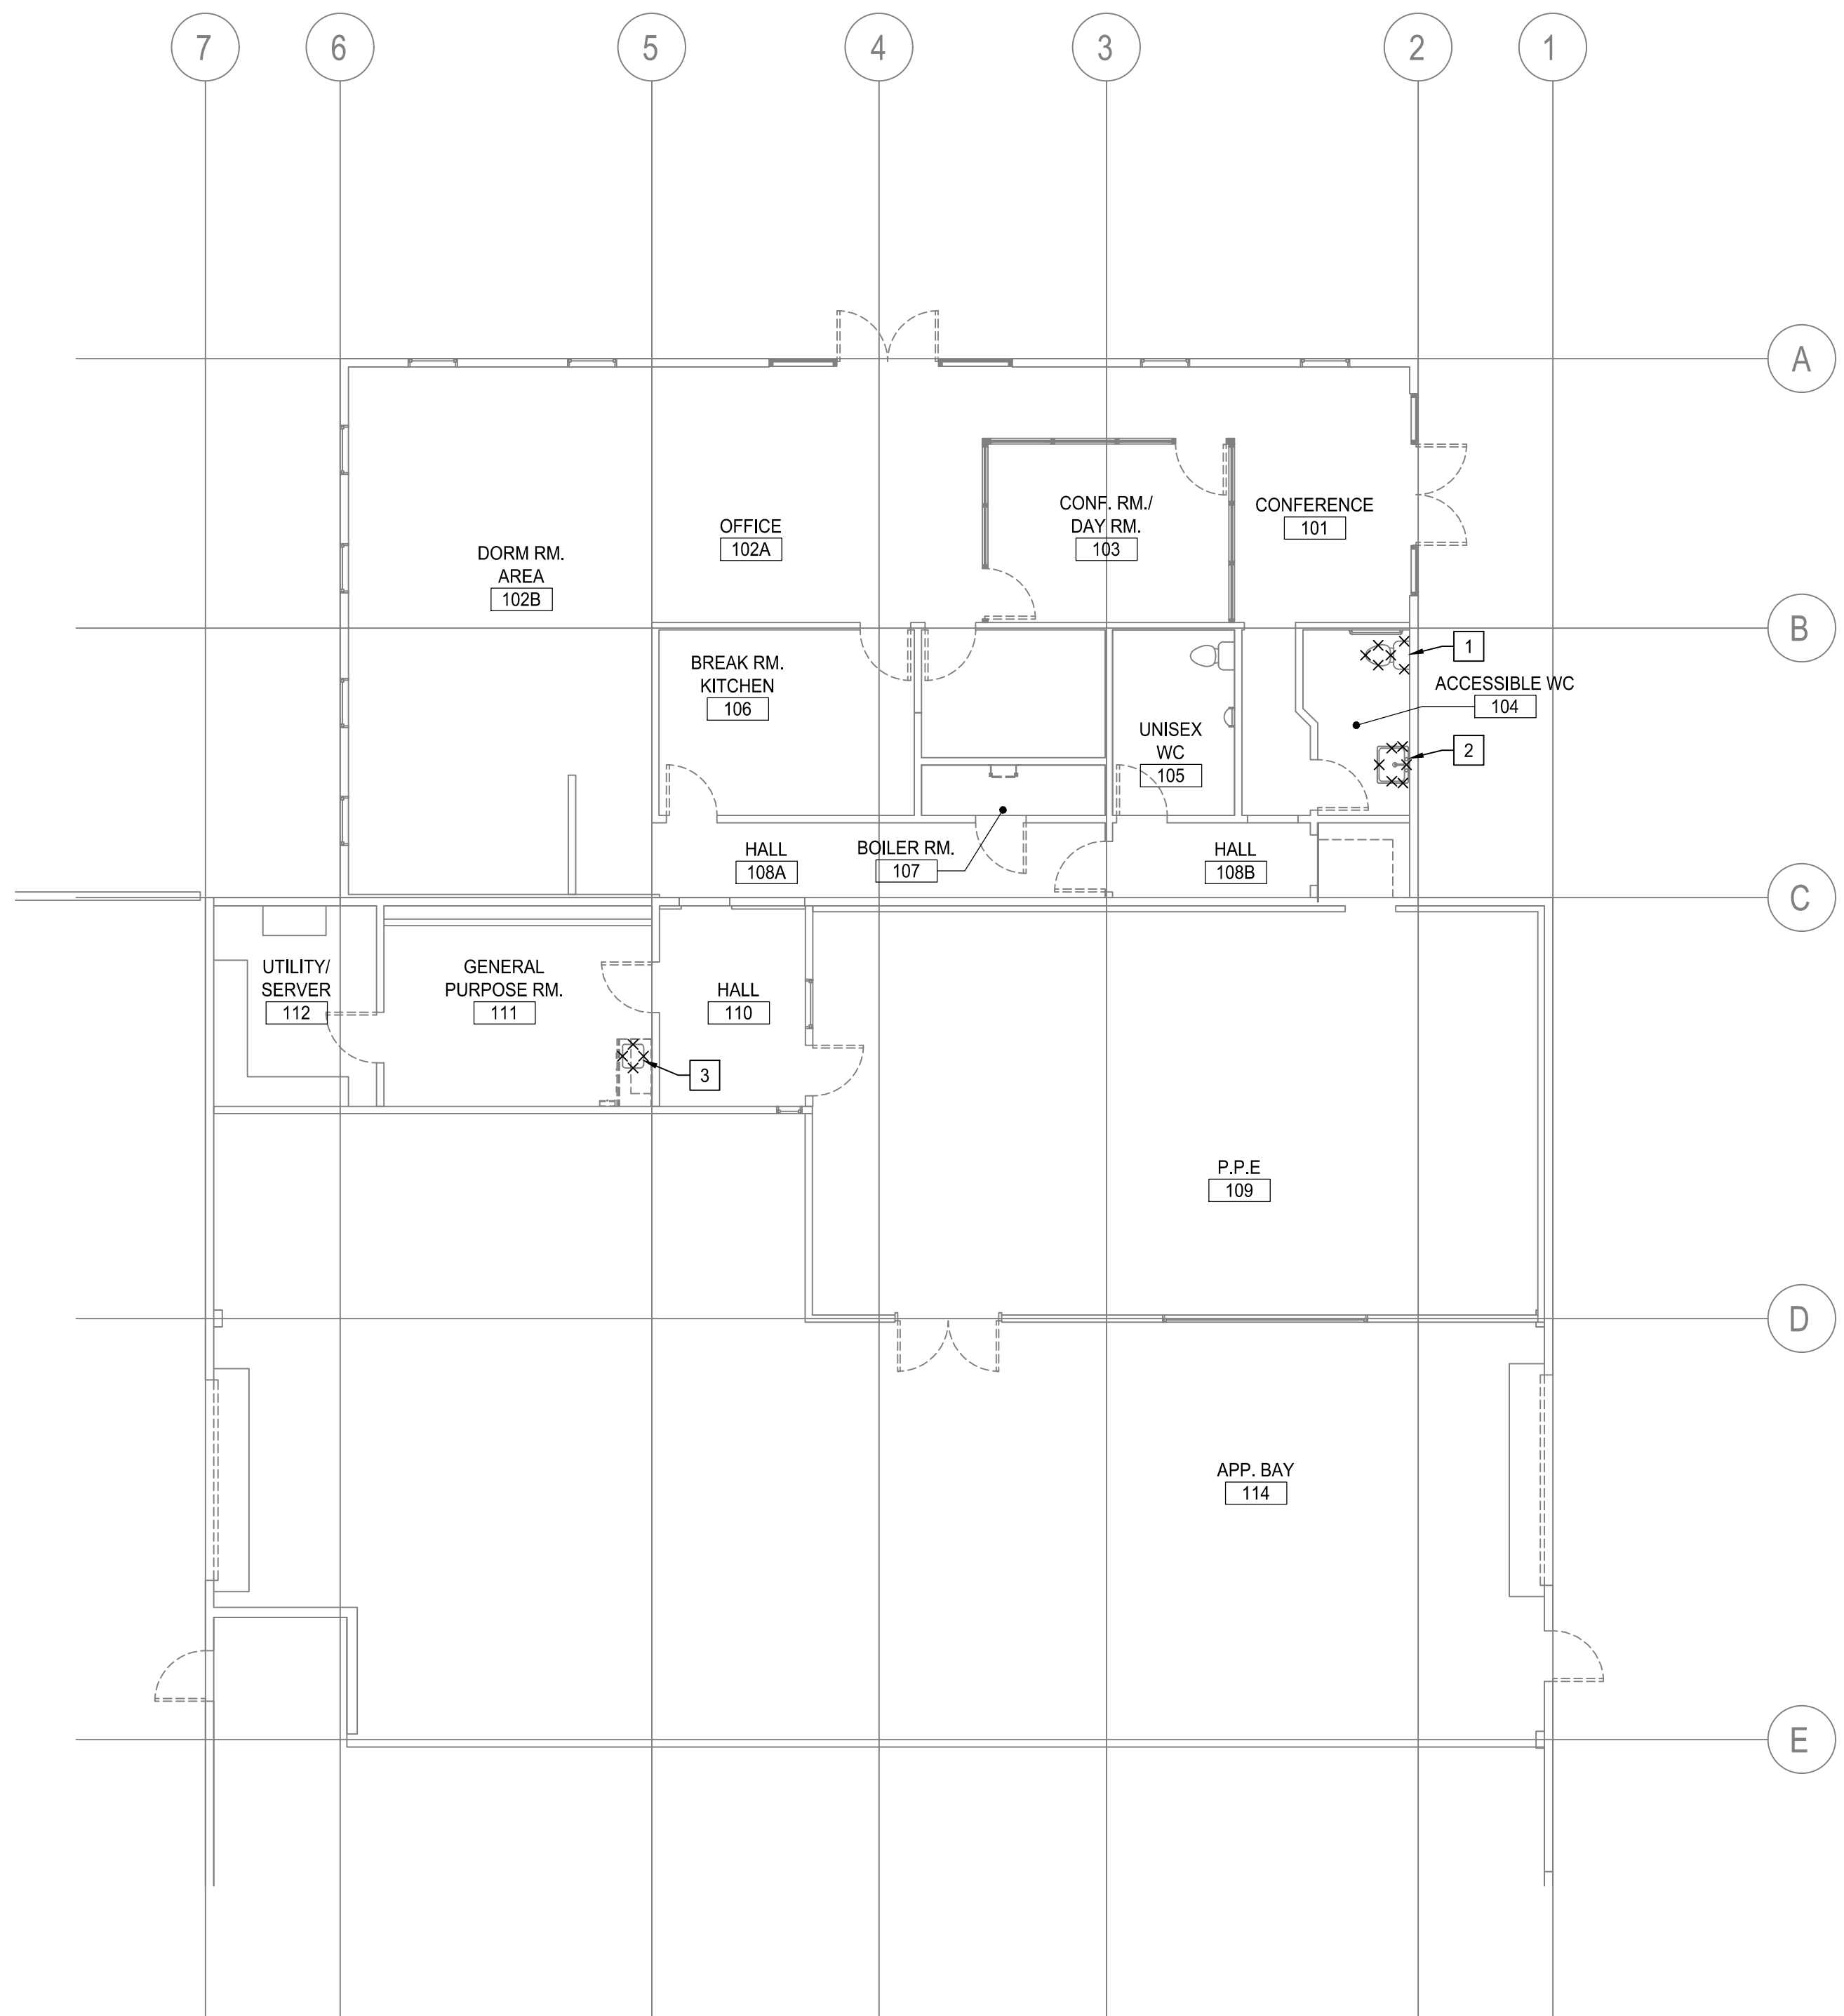 7
6
5
4
3
2
1
A
CONF. RM./
DAY RM.
103
CONFERENCE
101
OFFICE
102A
DORM RM.
AREA
102B
B
1
BREAK RM.
KITCHEN
106
ACCESSIBLE WC
104
UNISEX
WC
105
2
HALL
108A
BOILER RM.
107
HALL
108B
C
UTILITY/
SERVER
112
GENERAL
PURPOSE RM.
111
HALL
110
3
P.P.E
109
D
APP. BAY
114
E